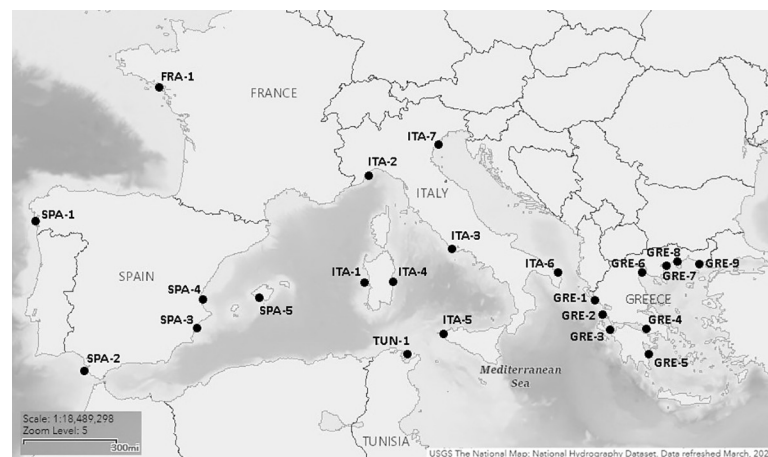 FRA-1
FRANCE
ITA-7
ITA-2
ITALY
SPA-1
ITA-3
GRE-8
ITA-6
GRE-6
GRE-9
GRE-7
SPAIN
ITA-1
ITA-4
SPA-4
SPA-5
GRE-1
GREECE
GRE-2
SPA-3
ITA-5
GRE-4
GRE-3
TUN-1
SPA-2
GRE-5
Mediterranean
Sea
Scale: 1:18,489,298
Zoom Level: 5
300mi
TUNISIA
USGS The National Map: National Hydrography Dataset. Data refreshed March, 202